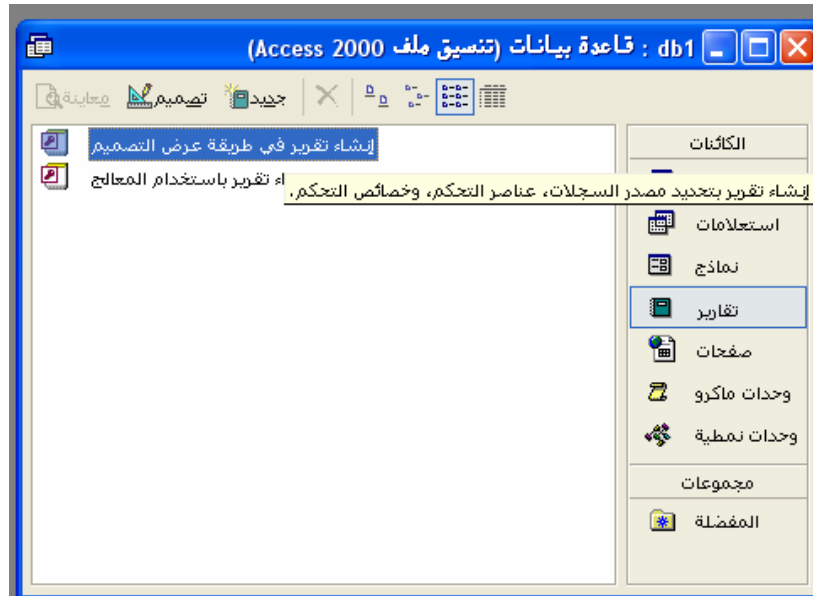 db1 : قاعدة بيانات (تنسيق ملف Access 2000)
جديد تصميم معاينة
الكائنات
استعلامات
نماذج
تقارير
صفحات
وحدات ماكرو
وحدات نمطية
مجموعات
المفضلة
إنشاء تقرير في طريقة عرض التصميم
اء تقرير باستخدام المعالج
إنشاء تقرير بتحديد مصدر السجلات، عناصر التحكم، وخصائص التحكم.